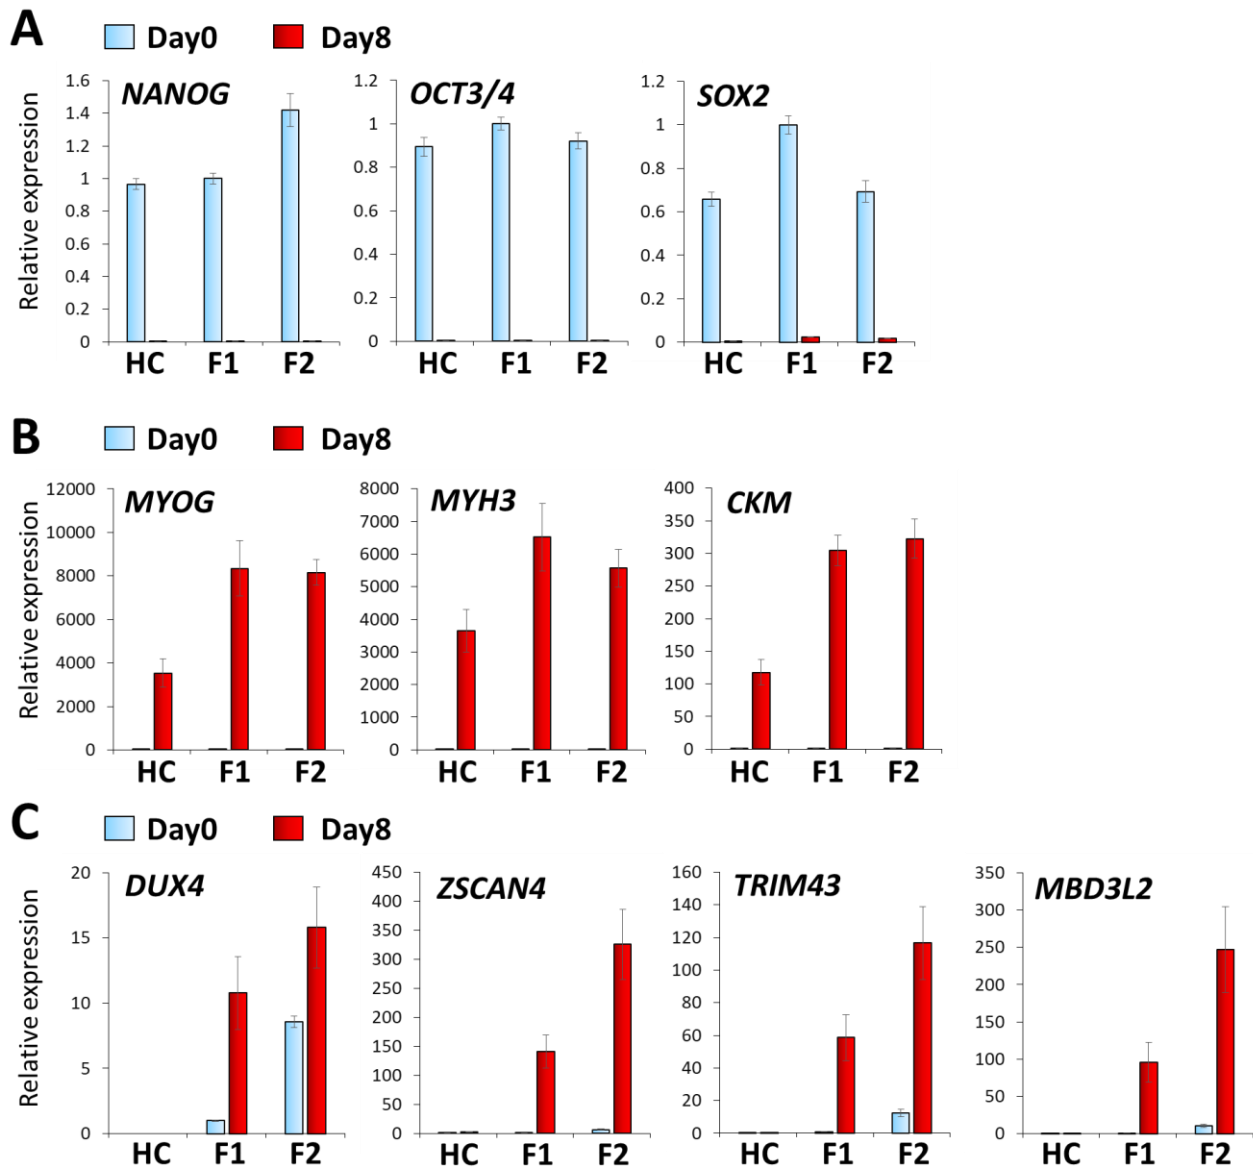 A
Day0 Day8
NANOG
Relative expression
1.6
1.4
1.2
1
0.8
0.6
0.4
0.2
0
HC F1 F2
OCT3/4
1.2
1
0.8
0.6
0.4
0.2
0
HC F1 F2
SOX2
1.2
1
0.8
0.6
0.4
0.2
0
HC F1 F2
B
Day0 Day8
MYOG
Relative expression
12000
10000
8000
6000
4000
2000
0
HC F1 F2
MYH3
8000
7000
6000
5000
4000
3000
2000
1000
0
HC F1 F2
CKM
400
350
300
250
200
150
100
50
0
HC F1 F2
C
Day0 Day8
DUX4
Relative expression
20
15
10
5
0
HC F1 F2
ZSCAN4
450
400
350
300
250
200
150
100
50
0
HC F1 F2
TRIM43
160
140
120
100
80
60
40
20
0
HC F1 F2
MBD3L2
350
300
250
200
150
100
50
0
HC F1 F2